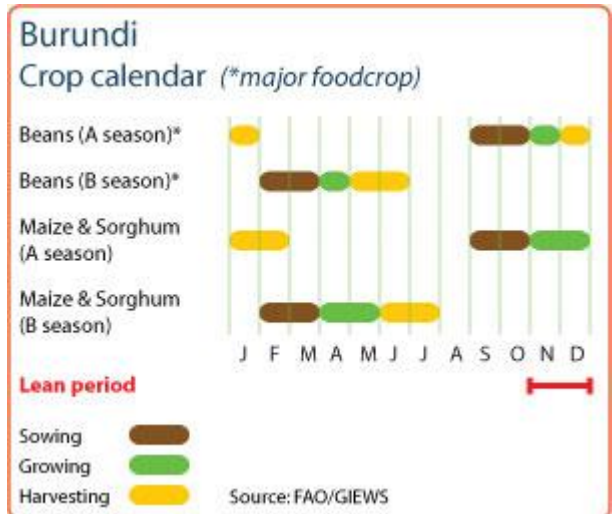 Burundi
Crop calendar (*major foodcrop)
Beans (A season)*
Beans (B season)*
Maize & Sorghum
(A season)
Maize & Sorghum
(B season)
J F M A M J J A S O N D
Lean period
Sowing
Growing
Harvesting
Source: FAO/GIEWS